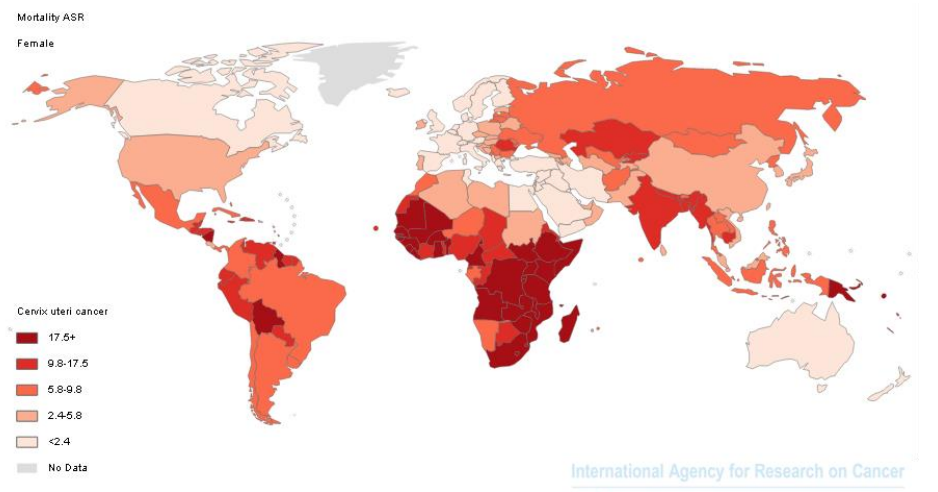 Mortality ASR
Female
Cervix uteri cancer
17.5+
9.8-17.5
5.8-9.8
2.4-5.8
<2.4
No Data
International Agency for Research on Cancer